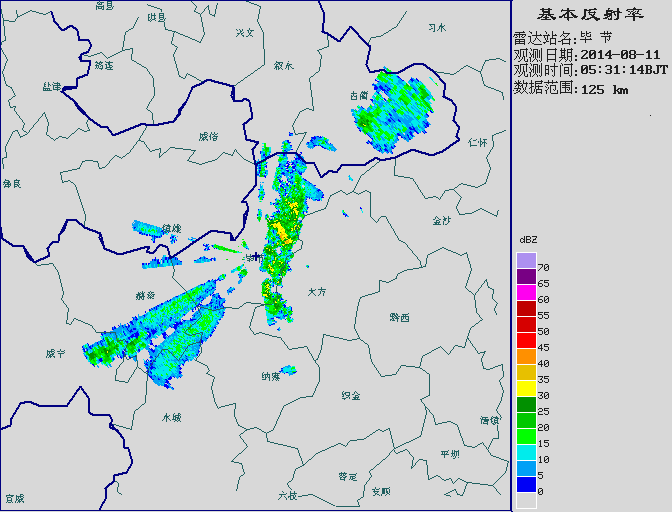 基本反射率
雷达站名:毕 节
观测日期:2014-08-11
观测时间:05:31:14BJT
数据范围:125 km
dBZ
70
65
60
55
50
45
40
35
30
25
20
15
10
5
0
高县
珙县
兴文
习水
筠连
叙永
盐津
古蔺
威信
仁怀
彝良
金沙
镇雄
毕节
赫章
大方
黔西
威宁
纳雍
织金
水城
清镇
平坝
普定
安顺
六枝
宣威